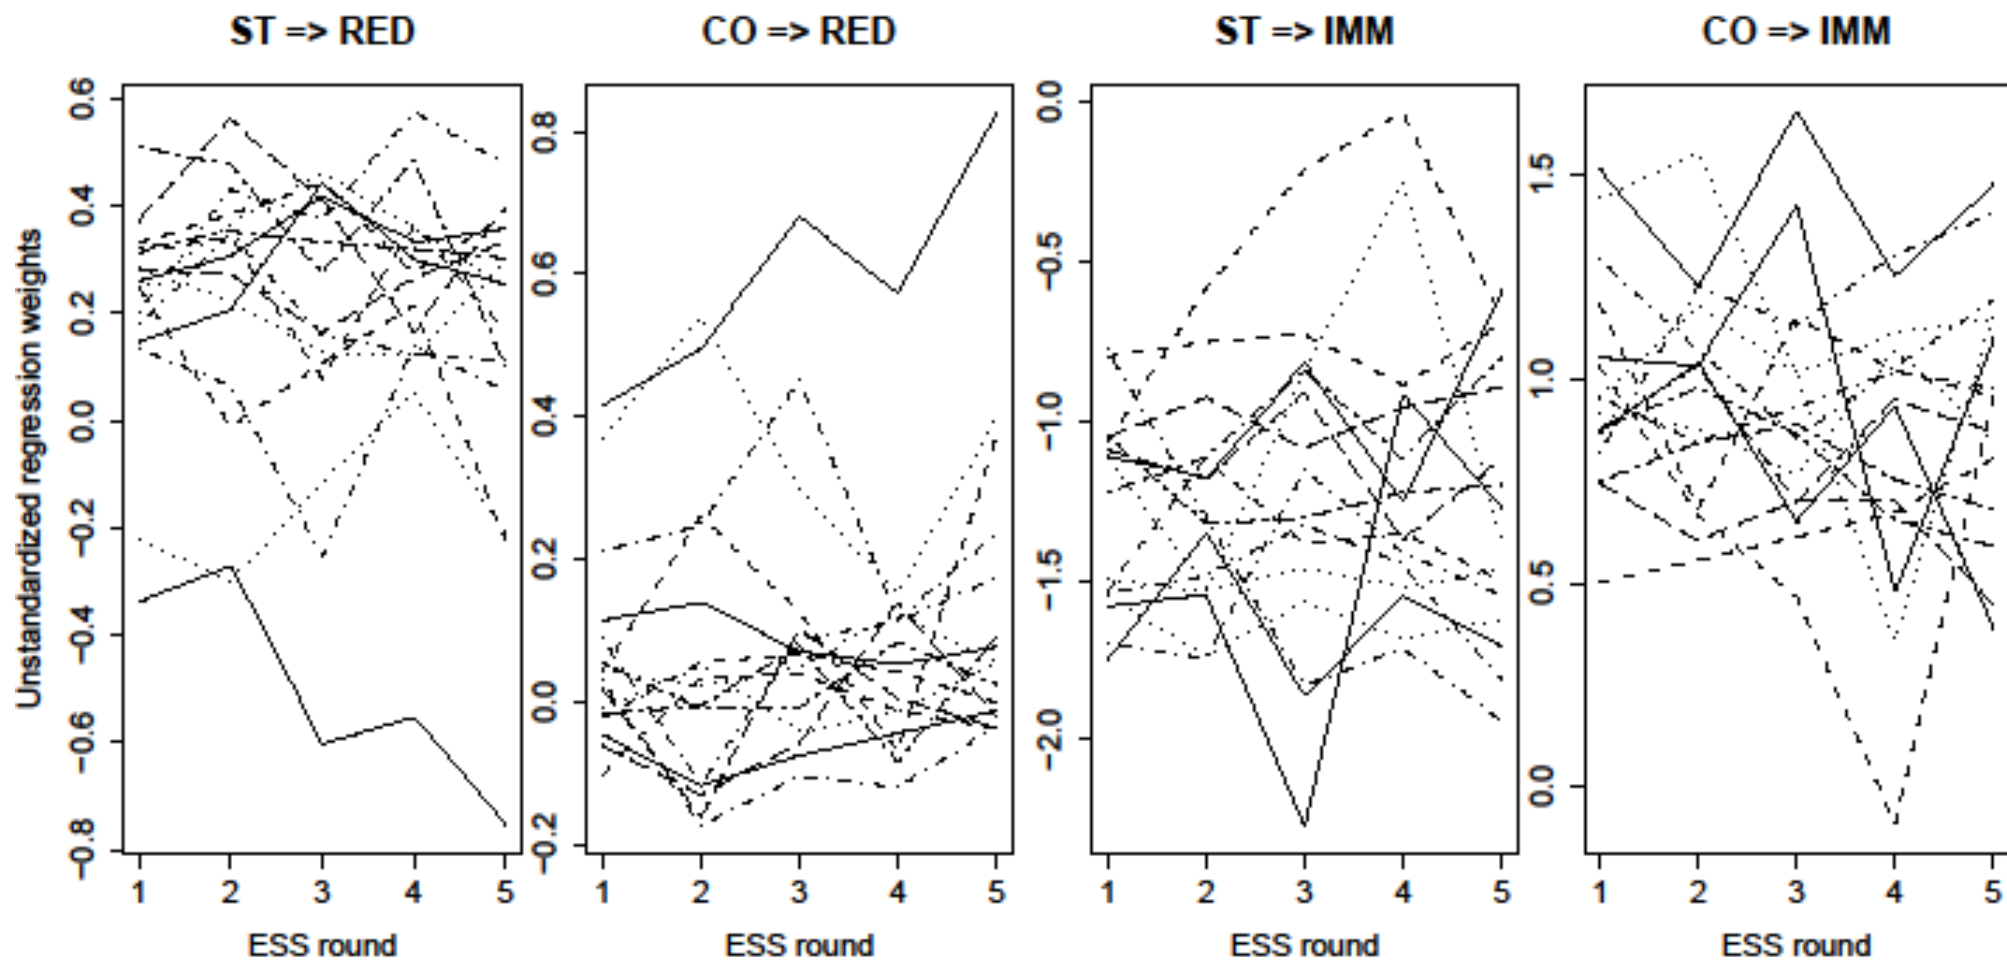 ST => RED
CO => RED
ST => IMM
CO => IMM
Unstandardized regression weights
0.6
0.4
0.2
0.0
−0.2
−0.4
−0.6
−0.8
1 2 3 4 5
ESS round
0.8
0.6
0.4
0.2
0.0
−0.2
1 2 3 4 5
ESS round
0.0
−0.5
−1.0
−1.5
−2.0
1 2 3 4 5
ESS round
1.5
1.0
0.5
0.0
1 2 3 4 5
ESS round